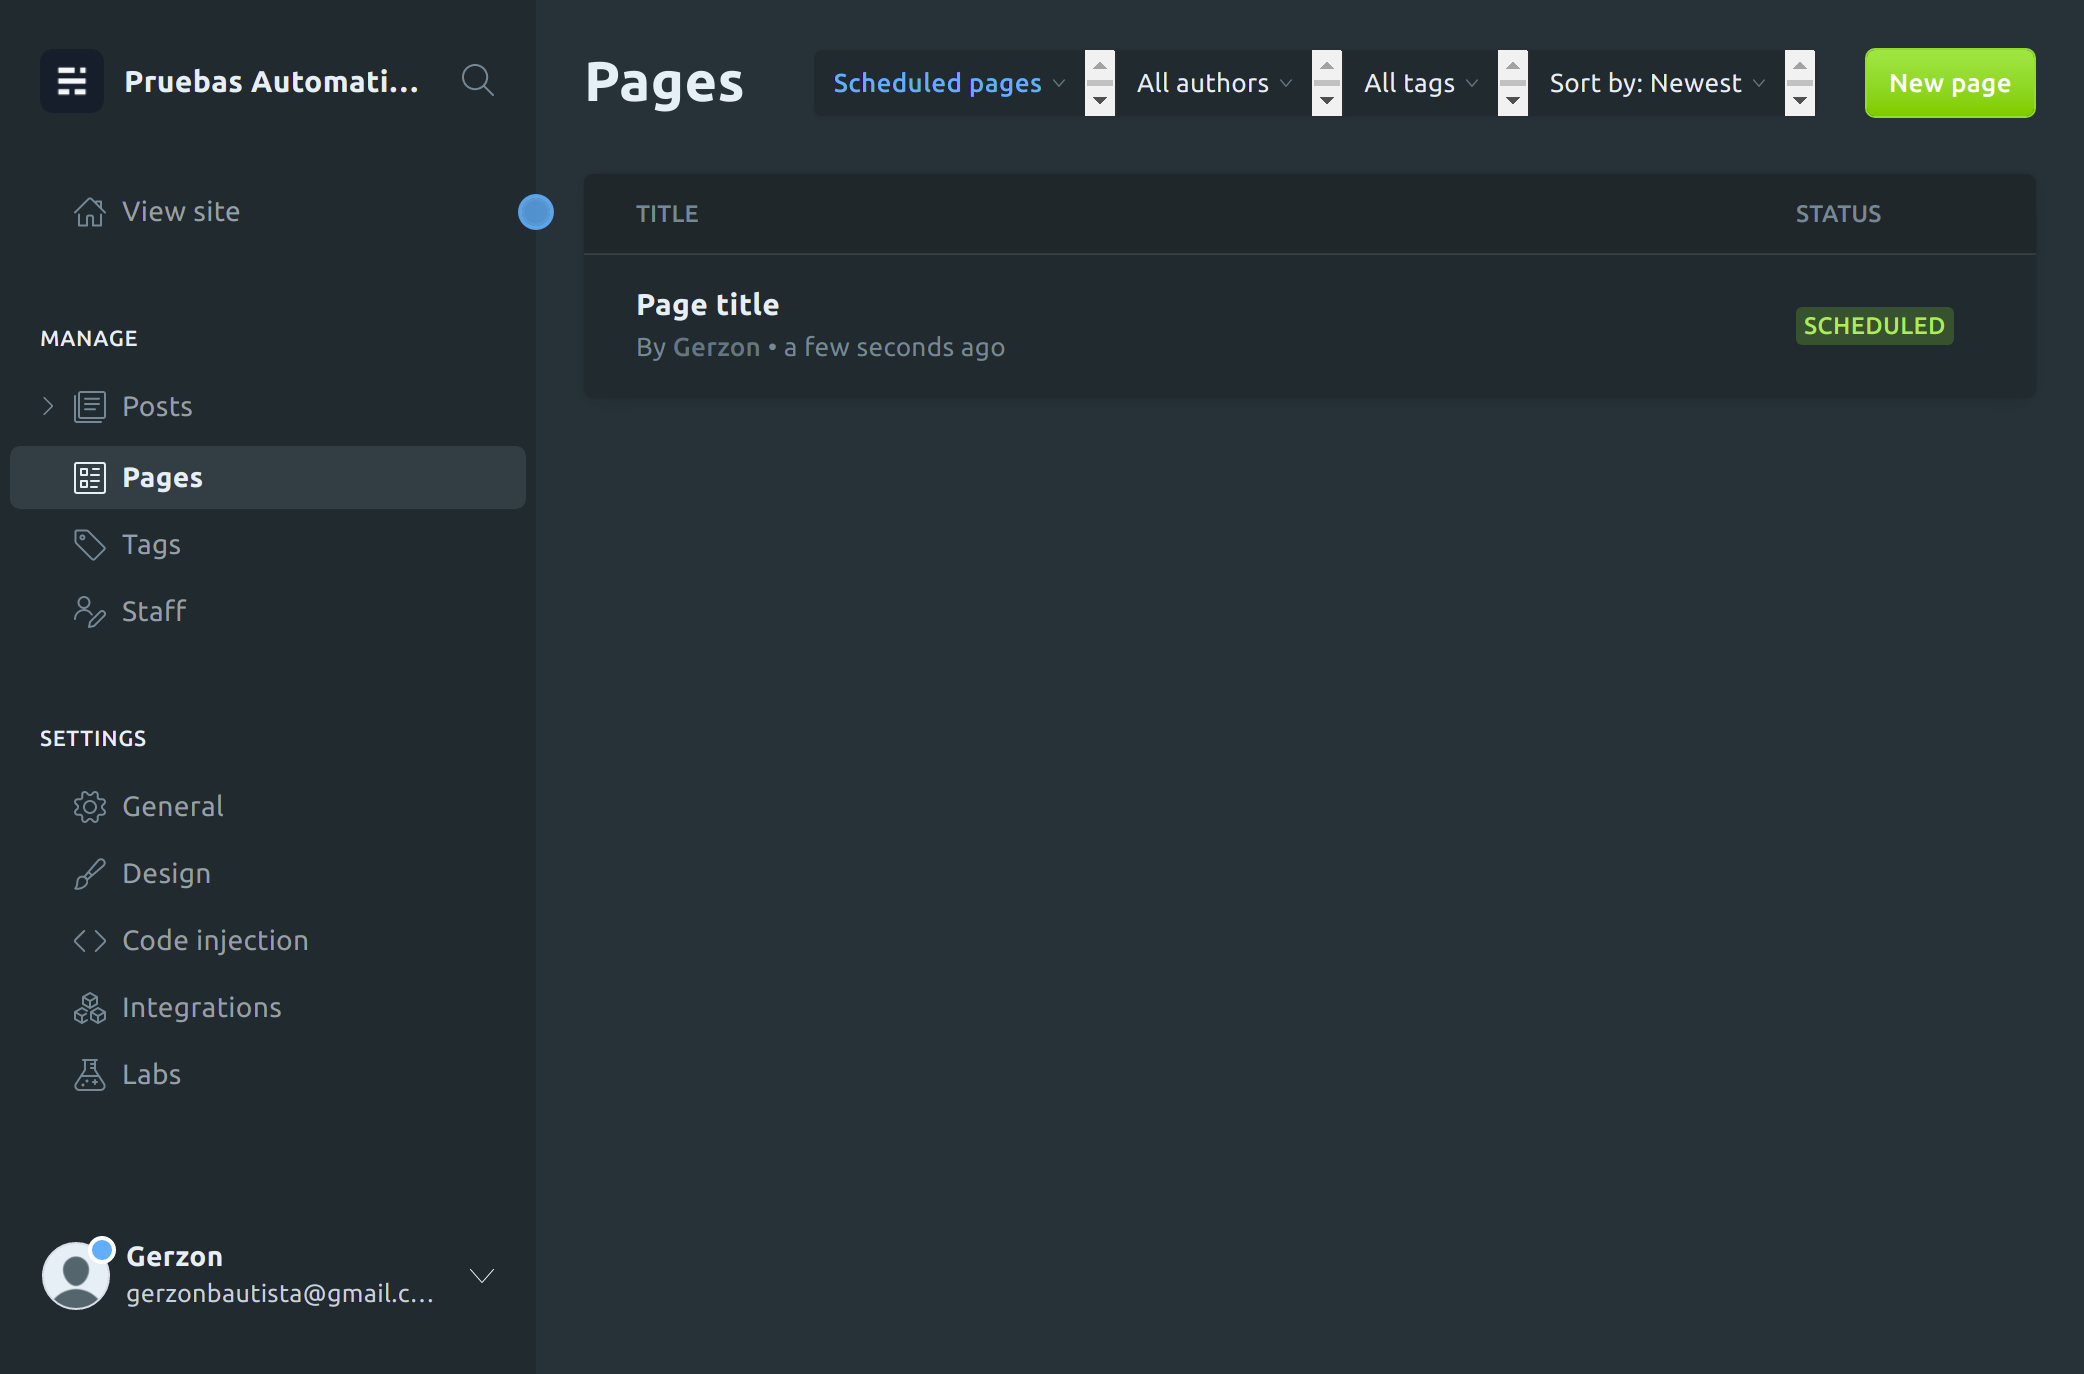 Pruebas Automati...
View site
MANAGE
Posts
Pages
Tags
Staff
SETTINGS
General
Design
Code injection
Integrations
Labs
Gerzon
gerzonbautista@gmail.c...
Pages
Scheduled pages
All authors
All tags
Sort by: Newest
New page
TITLE
STATUS
Page title
By Gerzon • a few seconds ago
SCHEDULED